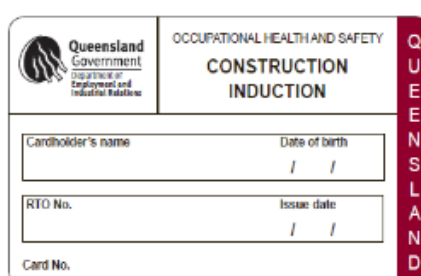 Queensland
Government
Department of
Employment and
Industrial Relations
OCCUPATIONAL HEALTH AND SAFETY
CONSTRUCTION
INDUCTION
Cardholder's name
Date of birth
/ /
RTO No.
Issue date
/ /
Card No.
QUEENSLAND